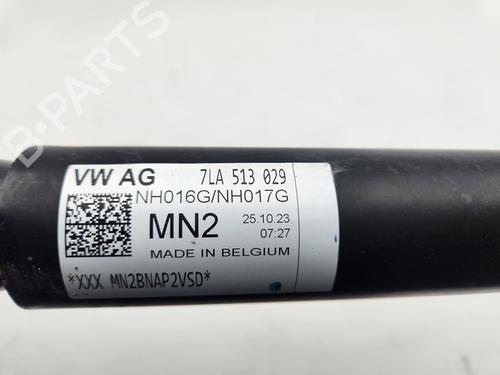 VW AG 7LA 513 029
NH016G/NH017G
MN2 25.10.23
07:27
MADE IN BELGIUM
*XXX MN2BNAP2VSD*
B-PARTS